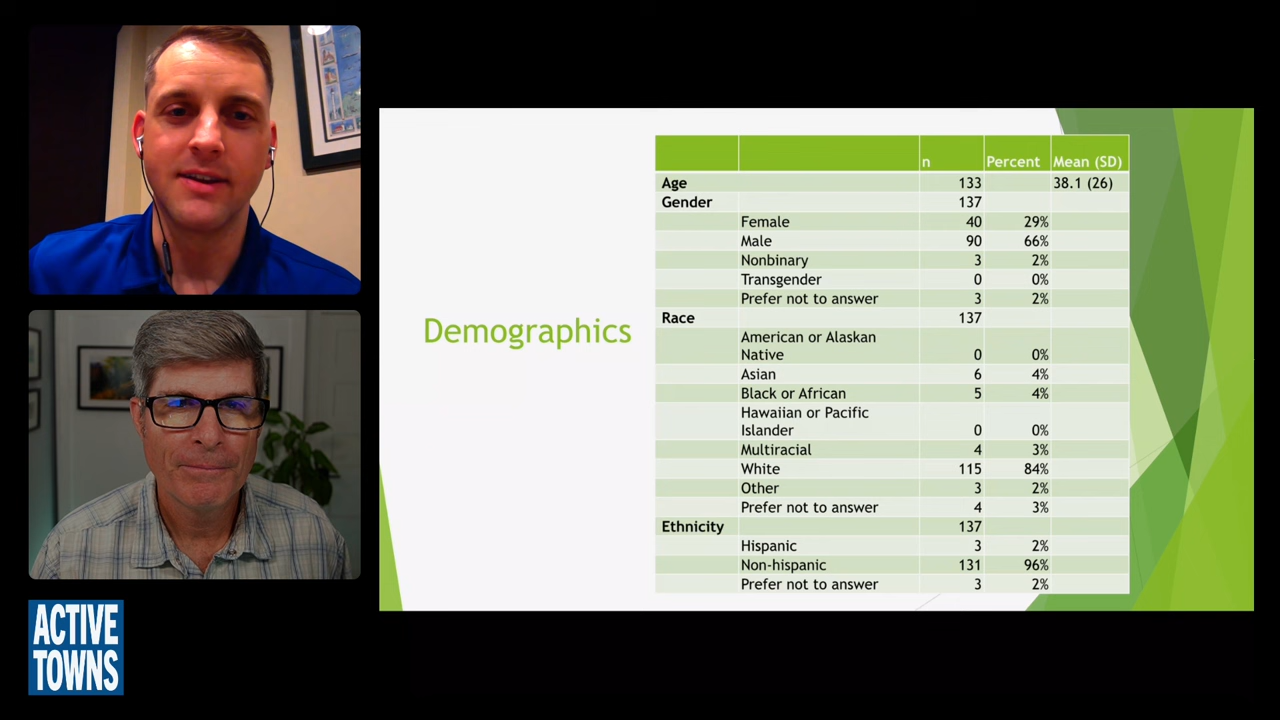 Demographics
n Percent Mean (SD)
Age 133 38.1 (26)
Gender 137
Female 40 29%
Male 90 66%
Nonbinary 3 2%
Transgender 0 0%
Prefer not to answer 3 2%
Race 137
American or Alaskan
Native 0 0%
Asian 6 4%
Black or African 5 4%
Hawaiian or Pacific
Islander 0 0%
Multiracial 4 3%
White 115 84%
Other 3 2%
Prefer not to answer 4 3%
Ethnicity 137
Hispanic 3 2%
Non-hispanic 131 96%
Prefer not to answer 3 2%
ACTIVE
TOWNS